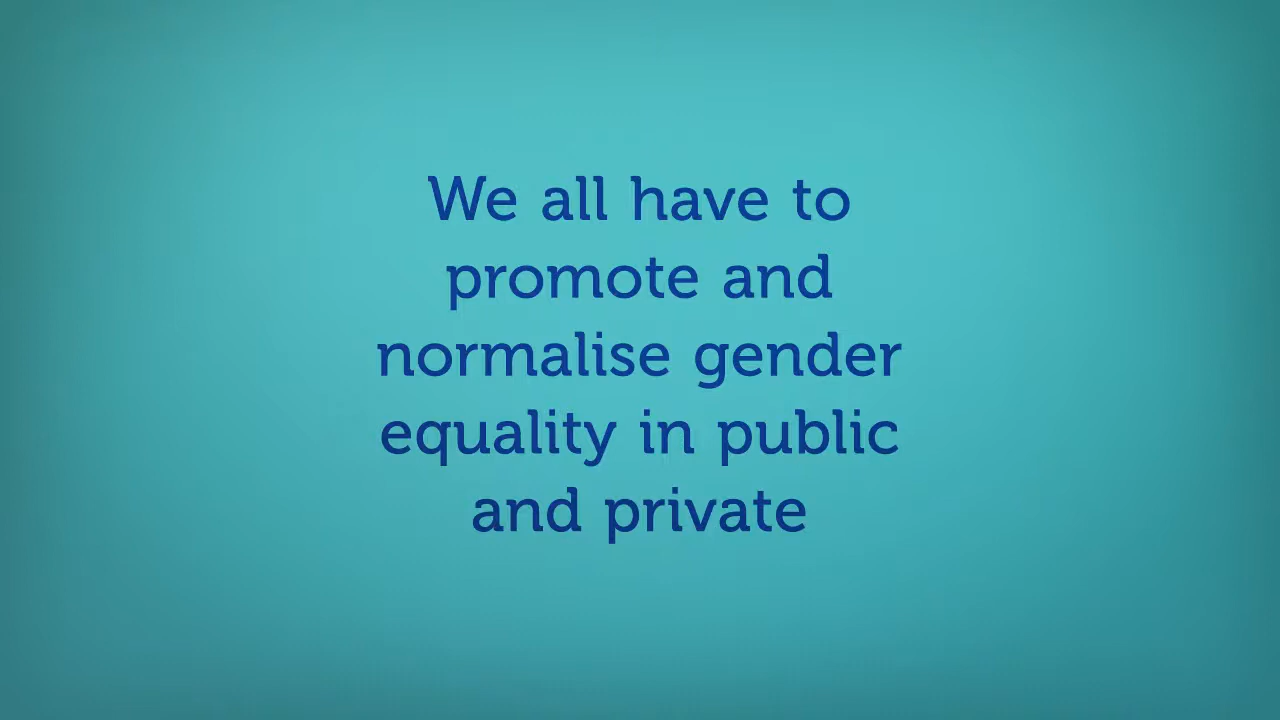 We all have to
promote and
normalise gender
equality in public
and private